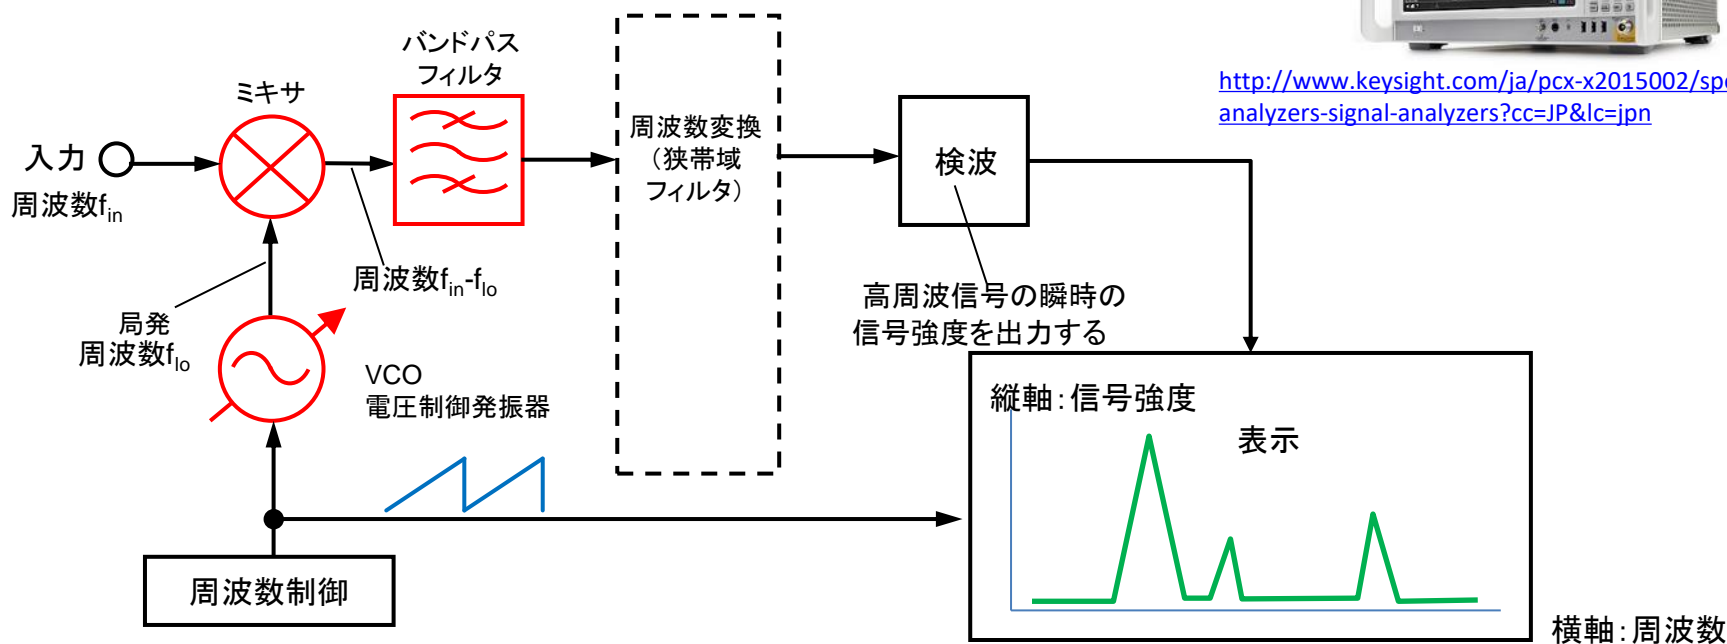 http://www.keysight.com/ja/pcx-x2015002/spe
analyzers-signal-analyzers?cc=JP&lc=jpn
バンドパス
フィルタ
ミキサ
入力
周波数fin
周波数変換
（狭帯域
フィルタ）
検波
周波数fin-flo
局発
周波数flo
高周波信号の瞬時の
信号強度を出力する
VCO
電圧制御発振器
縦軸：信号強度
表示
周波数制御
横軸：周波数